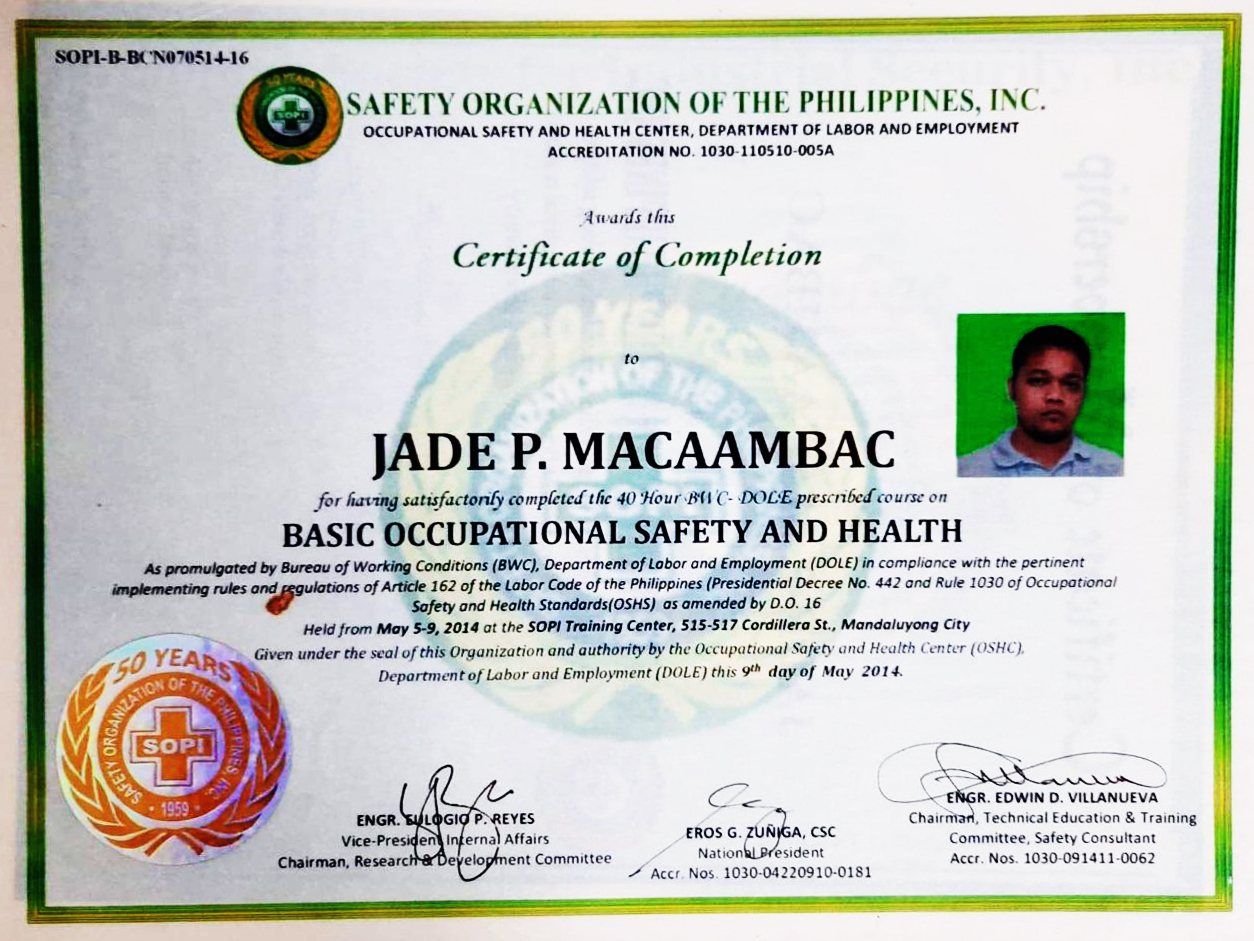 SOPI-B-BCN070514-16
50 YEARS
SOPI
SAFETY ORGANIZATION OF THE PHILIPPINES, INC.
OCCUPATIONAL SAFETY AND HEALTH CENTER, DEPARTMENT OF LABOR AND EMPLOYMENT
ACCREDITATION NO. 1030-110510-005A
Awards this
Certificate of Completion
50 YEARS
to
JADE P. MACAAMBAC
for having satisfactorily completed the 40 Hour BWC- DOLE prescribed course on
BASIC OCCUPATIONAL SAFETY AND HEALTH
As promulgated by Bureau of Working Conditions (BWC), Department of Labor and Employment (DOLE) in compliance with the pertinent
implementing rules and regulations of Article 162 of the Labor Code of the Philippines (Presidential Decree No. 442 and Rule 1030 of Occupational
Safety and Health Standards(OSHS) as amended by D.O. 16
Held from May 5-9, 2014 at the SOPI Training Center, 515-517 Cordillera St., Mandaluyong City
Given under the seal of this Organization and authority by the Occupational Safety and Health Center (OSHC),
Department of Labor and Employment (DOLE) this 9th day of May 2014.
50 YEARS
SAFETY ORGANIZATION OF THE PHILIPPINES, INC.
SOPI
1959
ENGR. EULOGIO P. REYES
Vice-President Internal Affairs
Chairman, Research & Development Committee
EROS G. ZUÑIGA, CSC
National President
Accr. Nos. 1030-04220910-0181
ENGR. EDWIN D. VILLANUEVA
Chairman, Technical Education & Training
Committee, Safety Consultant
Accr. Nos. 1030-091411-0062